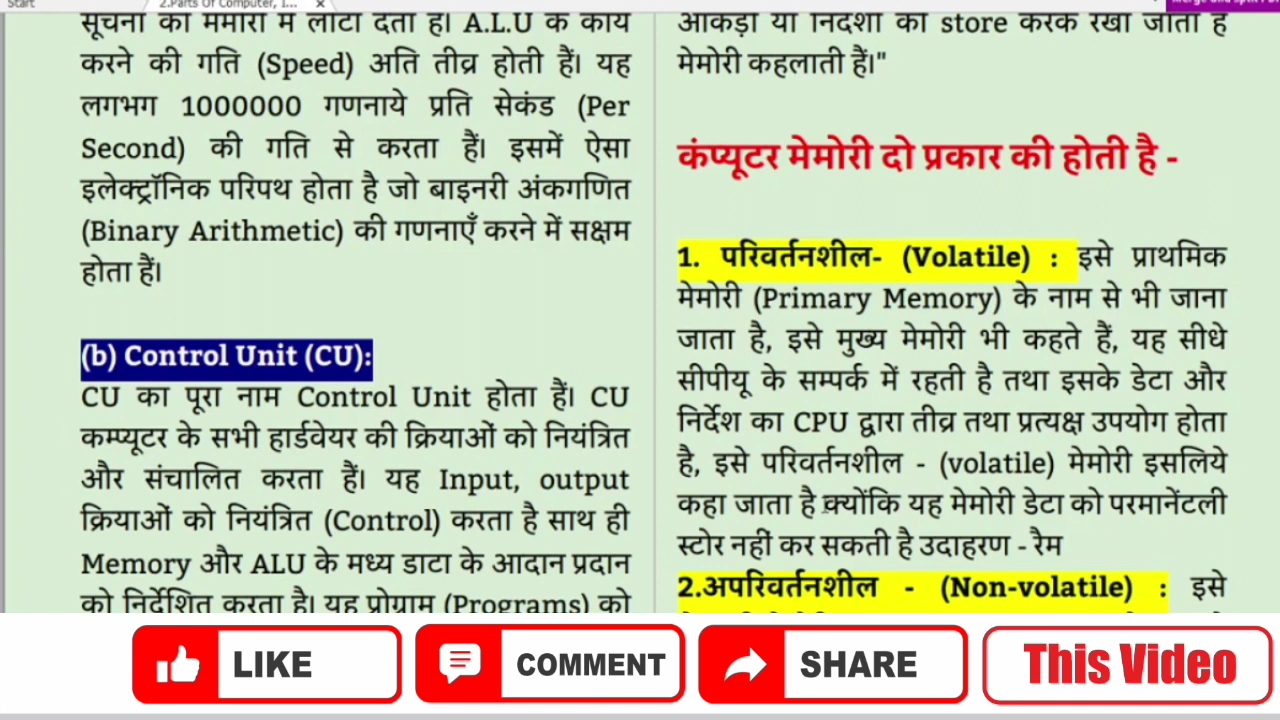 Start
2.Parts Of Computer, I... ×
सूचना को मेमोरी में लौटा देता हैं। A.L.U के कार्य
करने की गति (Speed) अति तीव्र होती हैं। यह
लगभग 1000000 गणनाये प्रति सेकंड (Per
Second) की गति से करता हैं। इसमें ऐसा
इलेक्ट्रॉनिक परिपथ होता है जो बाइनरी अंकगणित
(Binary Arithmetic) की गणनाएँ करने में सक्षम
होता हैं।
(b) Control Unit (CU):
CU का पूरा नाम Control Unit होता हैं। CU
कम्प्यूटर के सभी हार्डवेयर की क्रियाओं को नियंत्रित
और संचालित करता हैं। यह Input, output
क्रियाओं को नियंत्रित (Control) करता है साथ ही
Memory और ALU के मध्य डाटा के आदान प्रदान
को निर्देशित करता है। यह प्रोग्राम (Programs) को
आंकड़ो या निर्देशो को store करके रखा जाता है
मेमोरी कहलाती हैं।"
कंप्यूटर मेमोरी दो प्रकार की होती है -
1. परिवर्तनशील- (Volatile) : इसे प्राथमिक
मेमोरी (Primary Memory) के नाम से भी जाना
जाता है, इसे मुख्य मेमोरी भी कहते हैं, यह सीधे
सीपीयू के सम्पर्क में रहती है तथा इसके डेटा और
निर्देश का CPU द्वारा तीव्र तथा प्रत्यक्ष उपयोग होता
है, इसे परिवर्तनशील - (volatile) मेमोरी इसलिये
कहा जाता है क्योंकि यह मेमोरी डेटा को परमानेंटली
स्टोर नहीं कर सकती है उदाहरण - रैम
2.अपरिवर्तनशील - (Non-volatile) : इसे
LIKE
COMMENT
SHARE
This Video